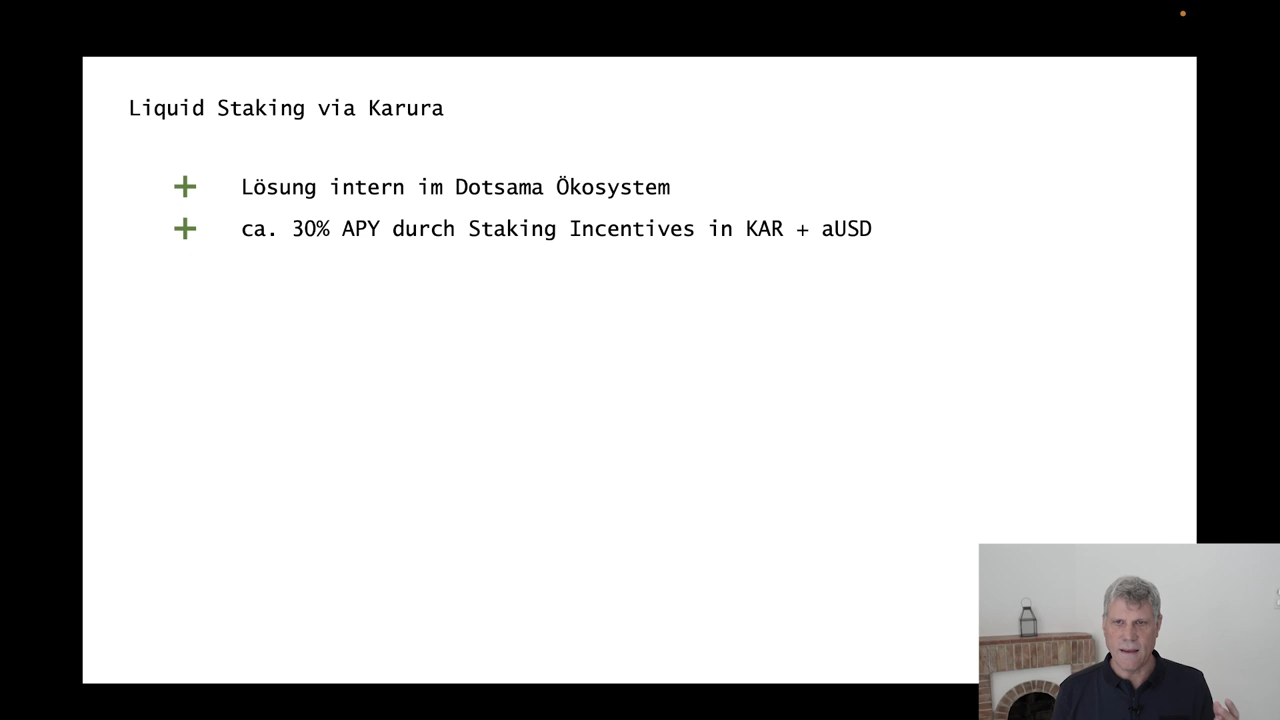 Liquid Staking via Karura
+ Lösung intern im Dotsama Ökosystem
+ ca. 30% APY durch Staking Incentives in KAR + aUSD